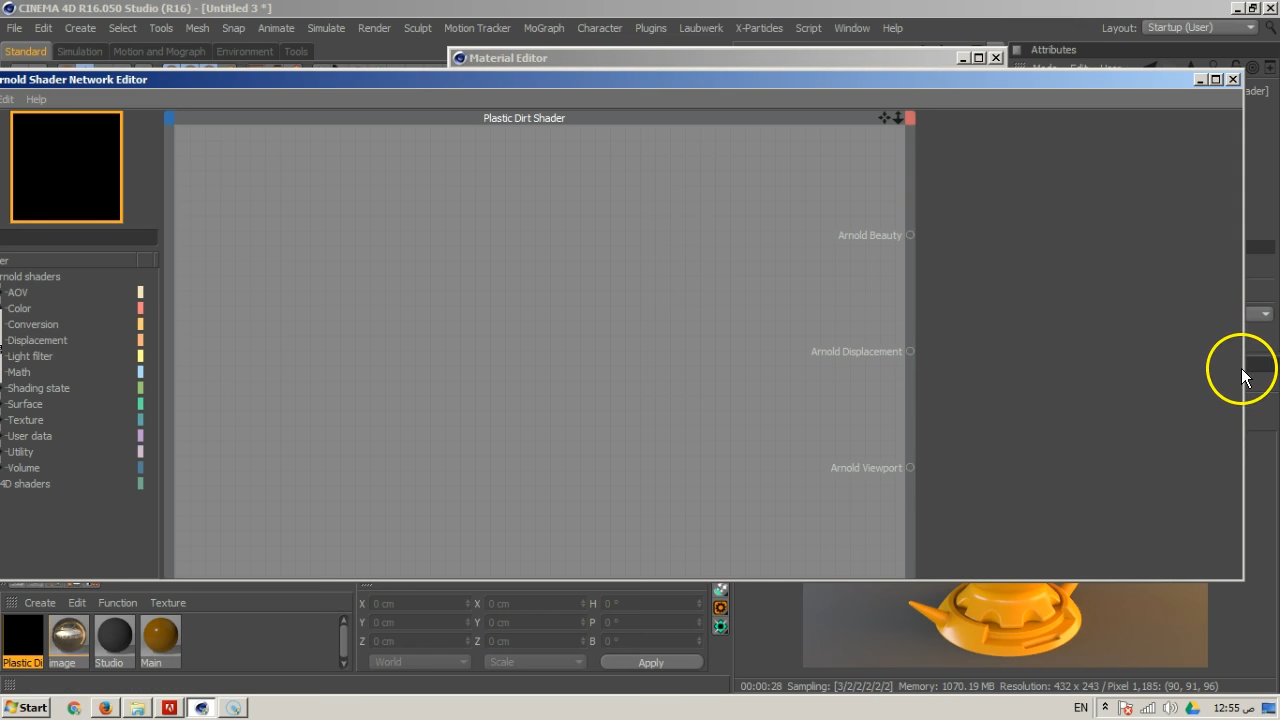 CINEMA 4D R16.050 Studio (R16) - [Untitled 3 *]
File Edit Create Select Tools Mesh Snap Animate Simulate Render Sculpt Motion Tracker MoGraph Character Plugins Laubwerk X-Particles Script Window Help Layout: Startup (User)
Standard Simulation Motion and Mograph Environment Tools
Material Editor
Attributes
Mode Edit User
rnold Shader Network Editor
Edit Help
ader]
Plastic Dirt Shader
Arnold Beauty
er
rnold shaders
AOV
Color
Conversion
Displacement
Arnold Displacement
Light filter
Math
Shading state
Surface
Texture
User data
Utility
Volume
Arnold Viewport
4D shaders
Create Edit Function Texture
X 0 cm X 0 cm H 0 °
Y 0 cm Y 0 cm P 0 °
Z 0 cm Z 0 cm B 0 °
World Scale Apply
Plastic Di image Studio Main
00:00:28 Sampling: [3/2/2/2/2/2] Memory: 1070.19 MB Resolution: 432 x 243 / Pixel 1,185: (90, 91, 96)
Start EN 12:55 ص